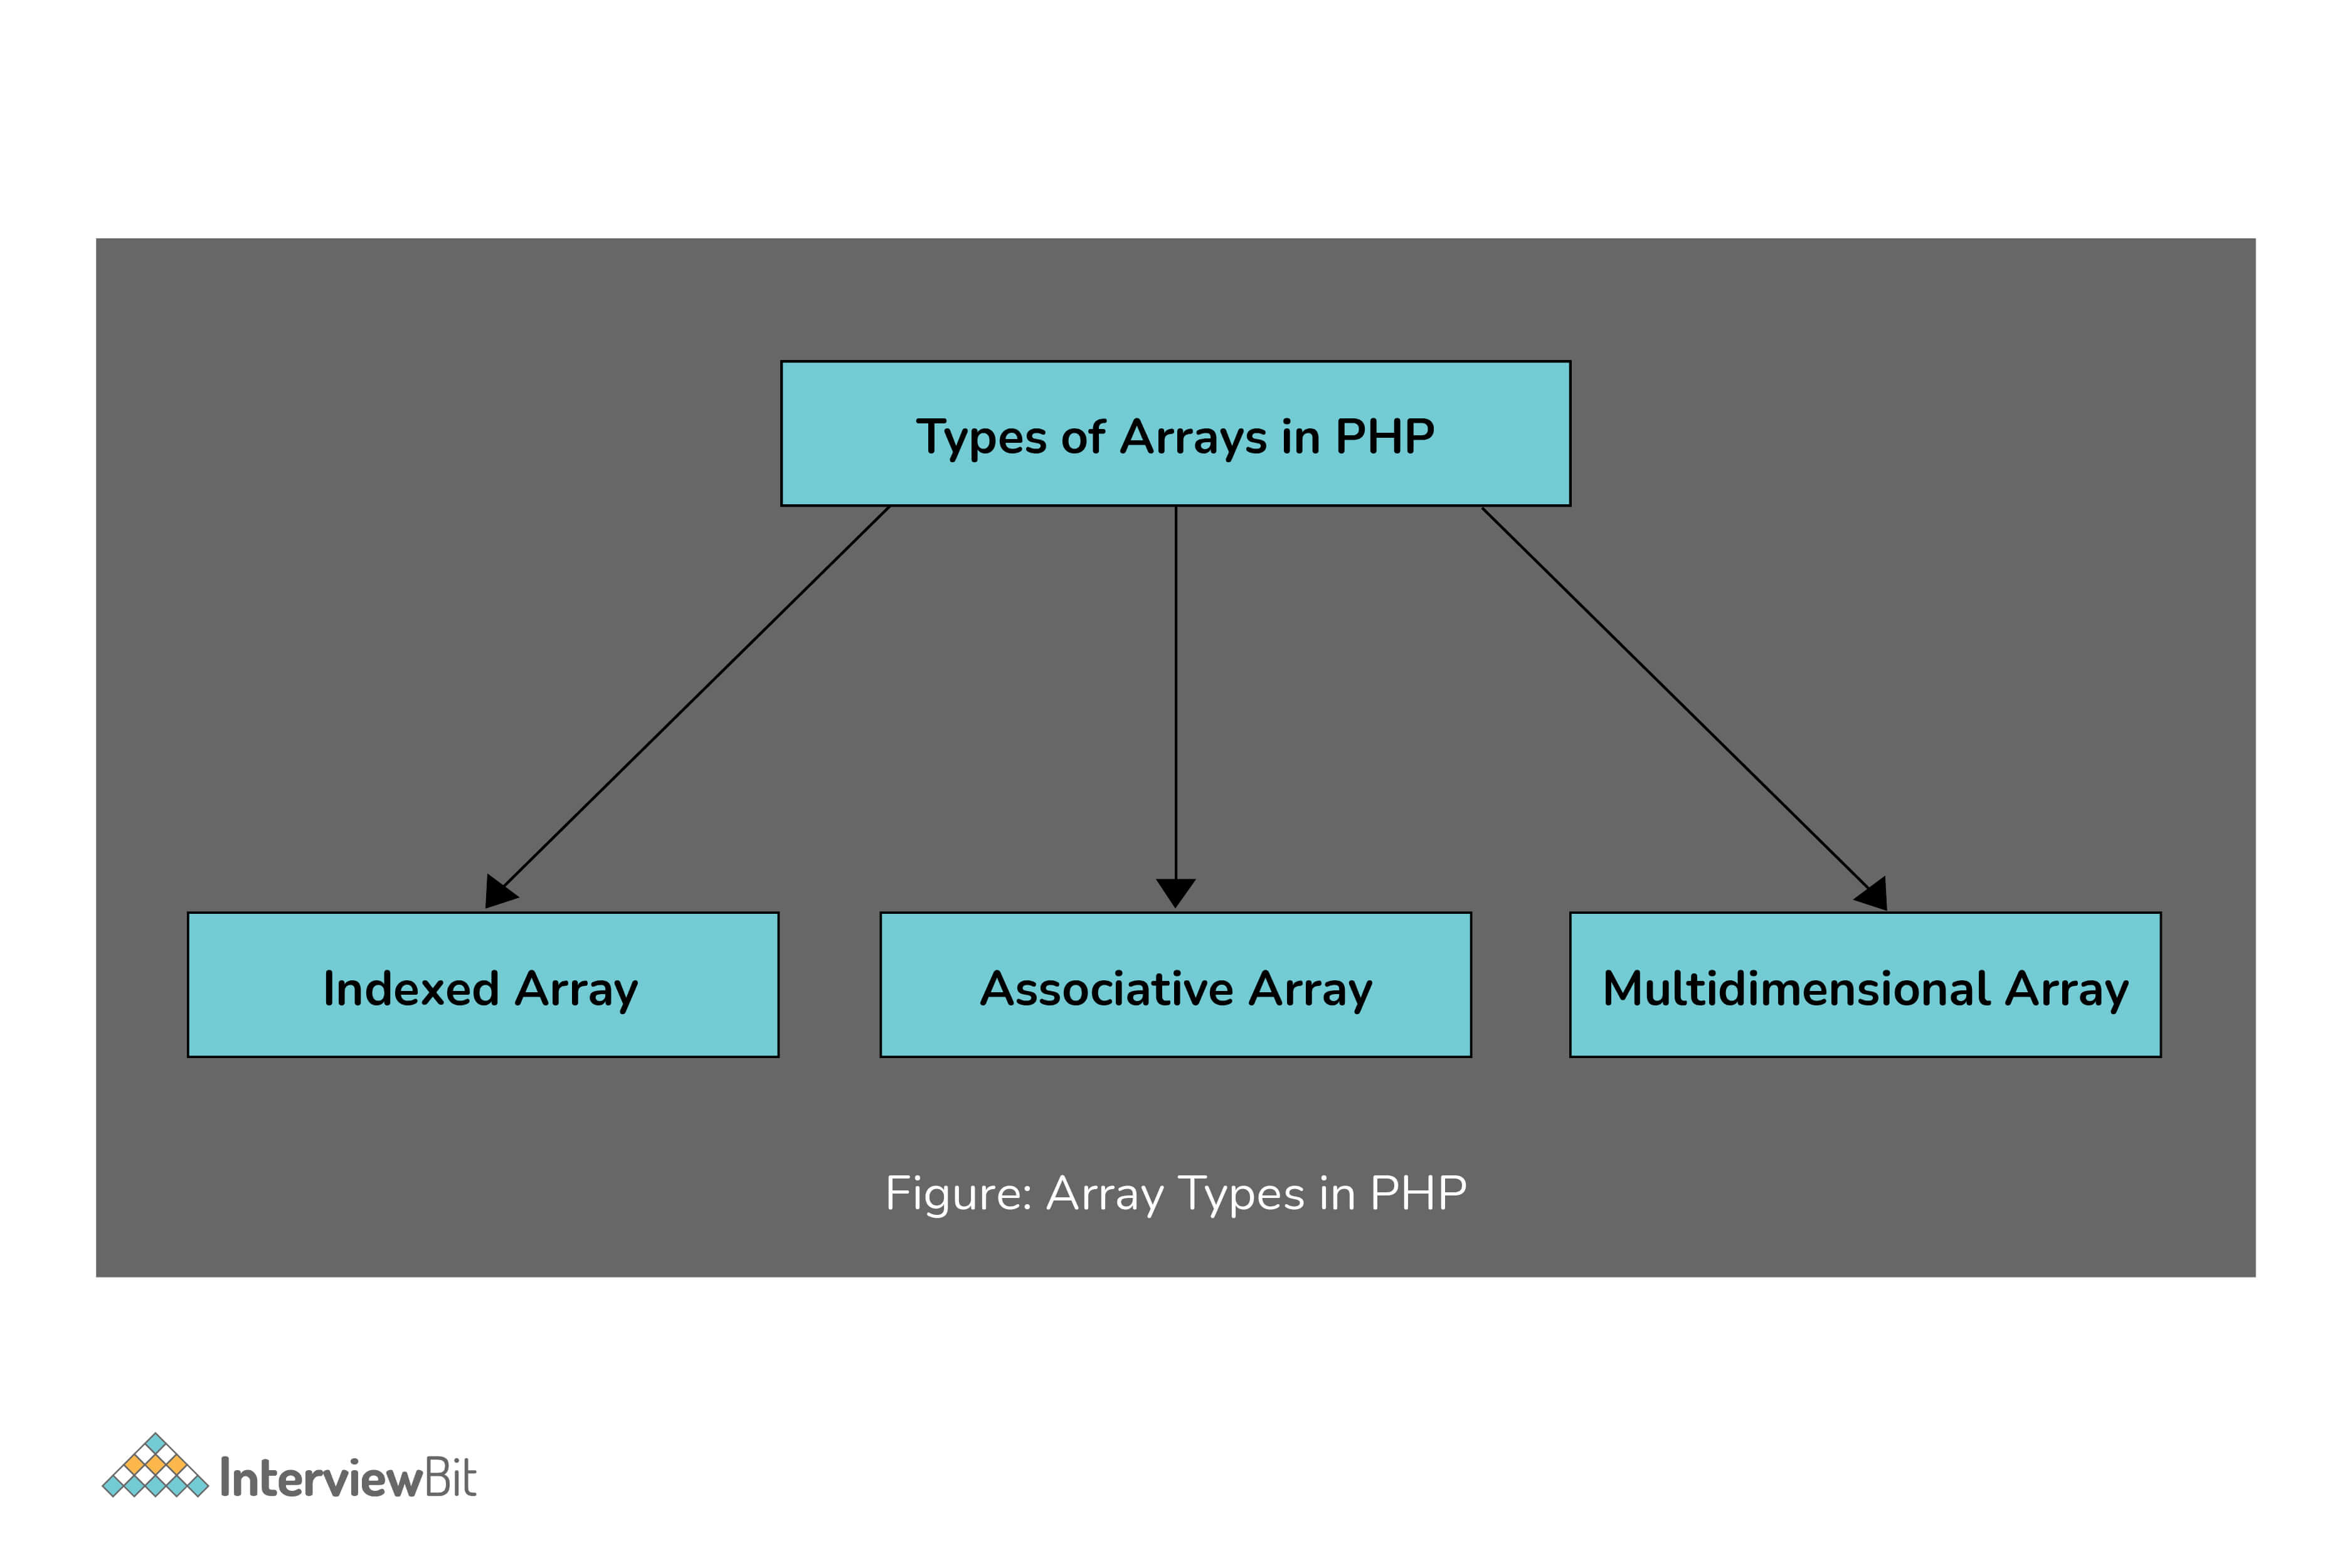 Types of Arrays in PHP
Indexed Array
Associative Array
Multidimensional Array
Figure: Array Types in PHP
InterviewBit